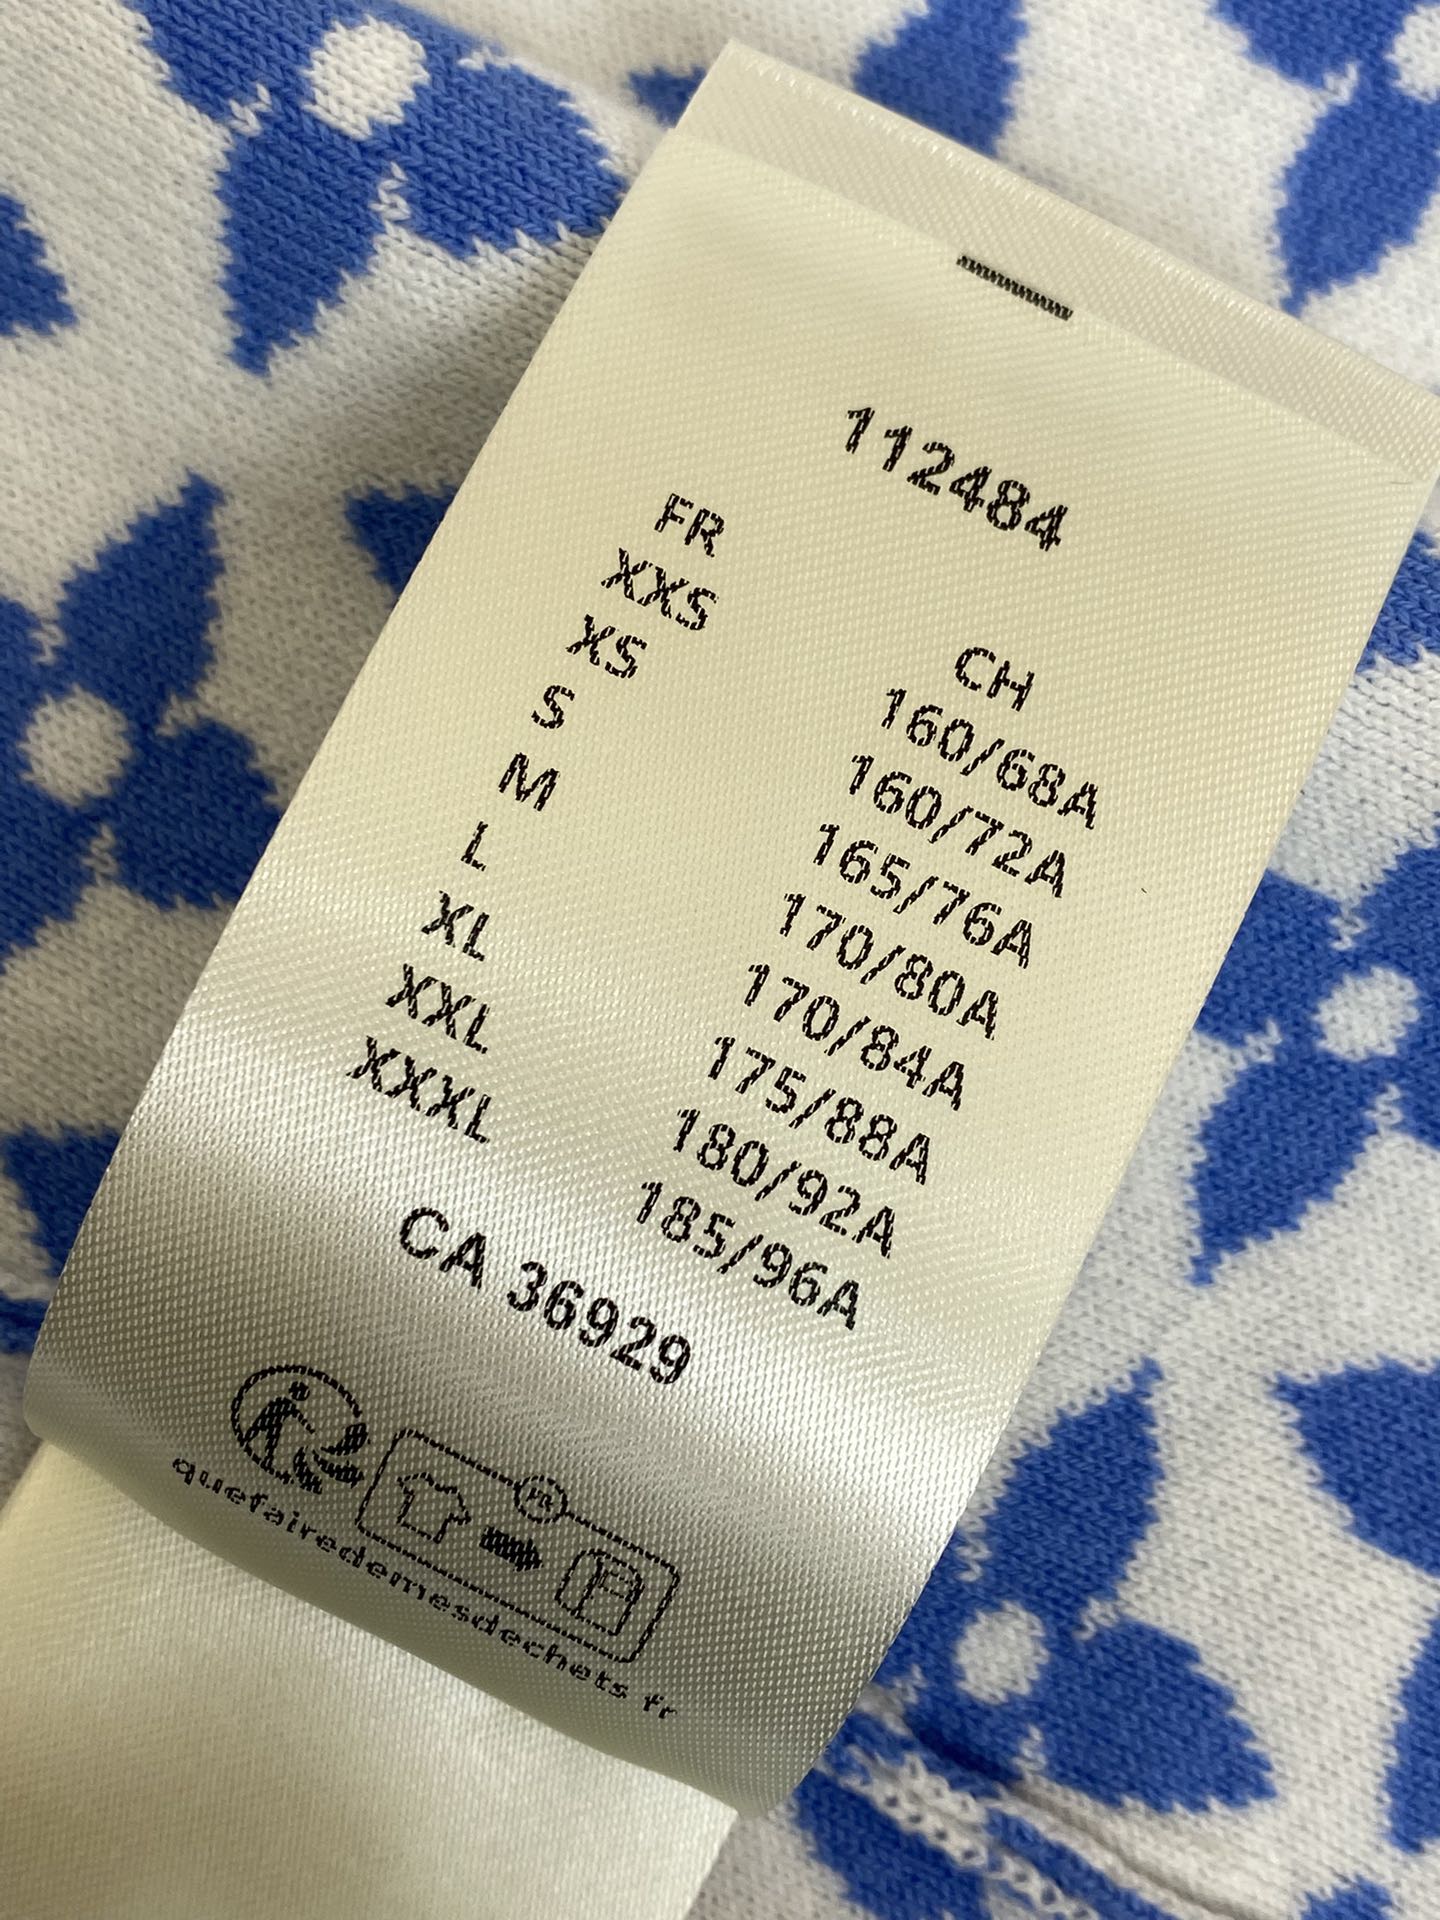 112484
FR CH
XXS 160/68A
XS 160/72A
S 165/76A
M 170/80A
L 170/84A
XL 175/88A
XXL 180/92A
XXXL 185/96A
CA 36929
FR
quefairedemesdechets.fr